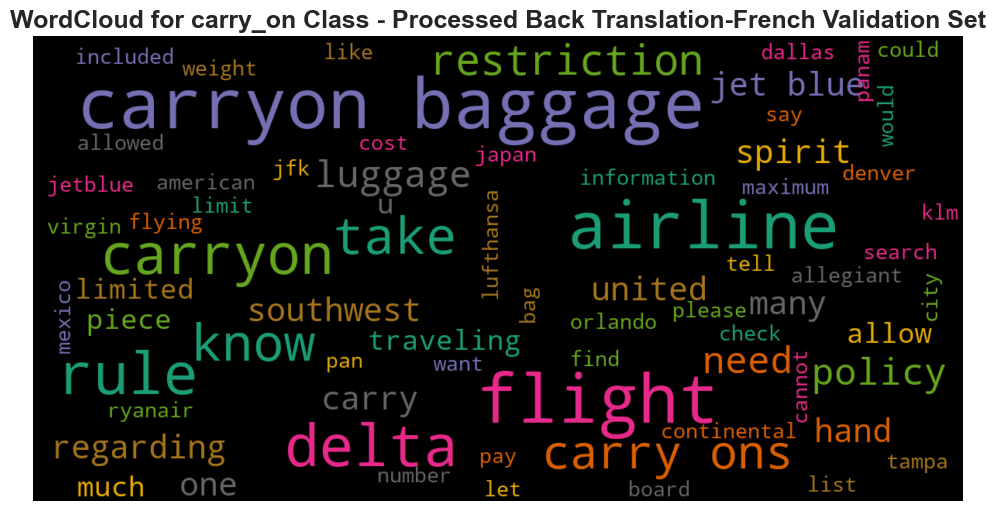 WordCloud for carry_on Class - Processed Back Translation-French Validation Set
included
weight
like
restriction
dallas
panam
could
carryon baggage
jet blue
would
say
allowed
cost
japan
spirit
jfk
luggage
denver
jetblue
american
information
maximum
limit
u
klm
virgin
flying
take
lufthansa
airline
search
carryon
tell
allegiant
mexico
limited
united
many
city
piece
southwest
bag
orlando
please
know
traveling
check
allow
rule
pan
want
find
need
policy
cannot
ryanair
carry
flight
regarding
delta
continental
hand
carry ons
pay
tampa
much
one
number
let
board
list